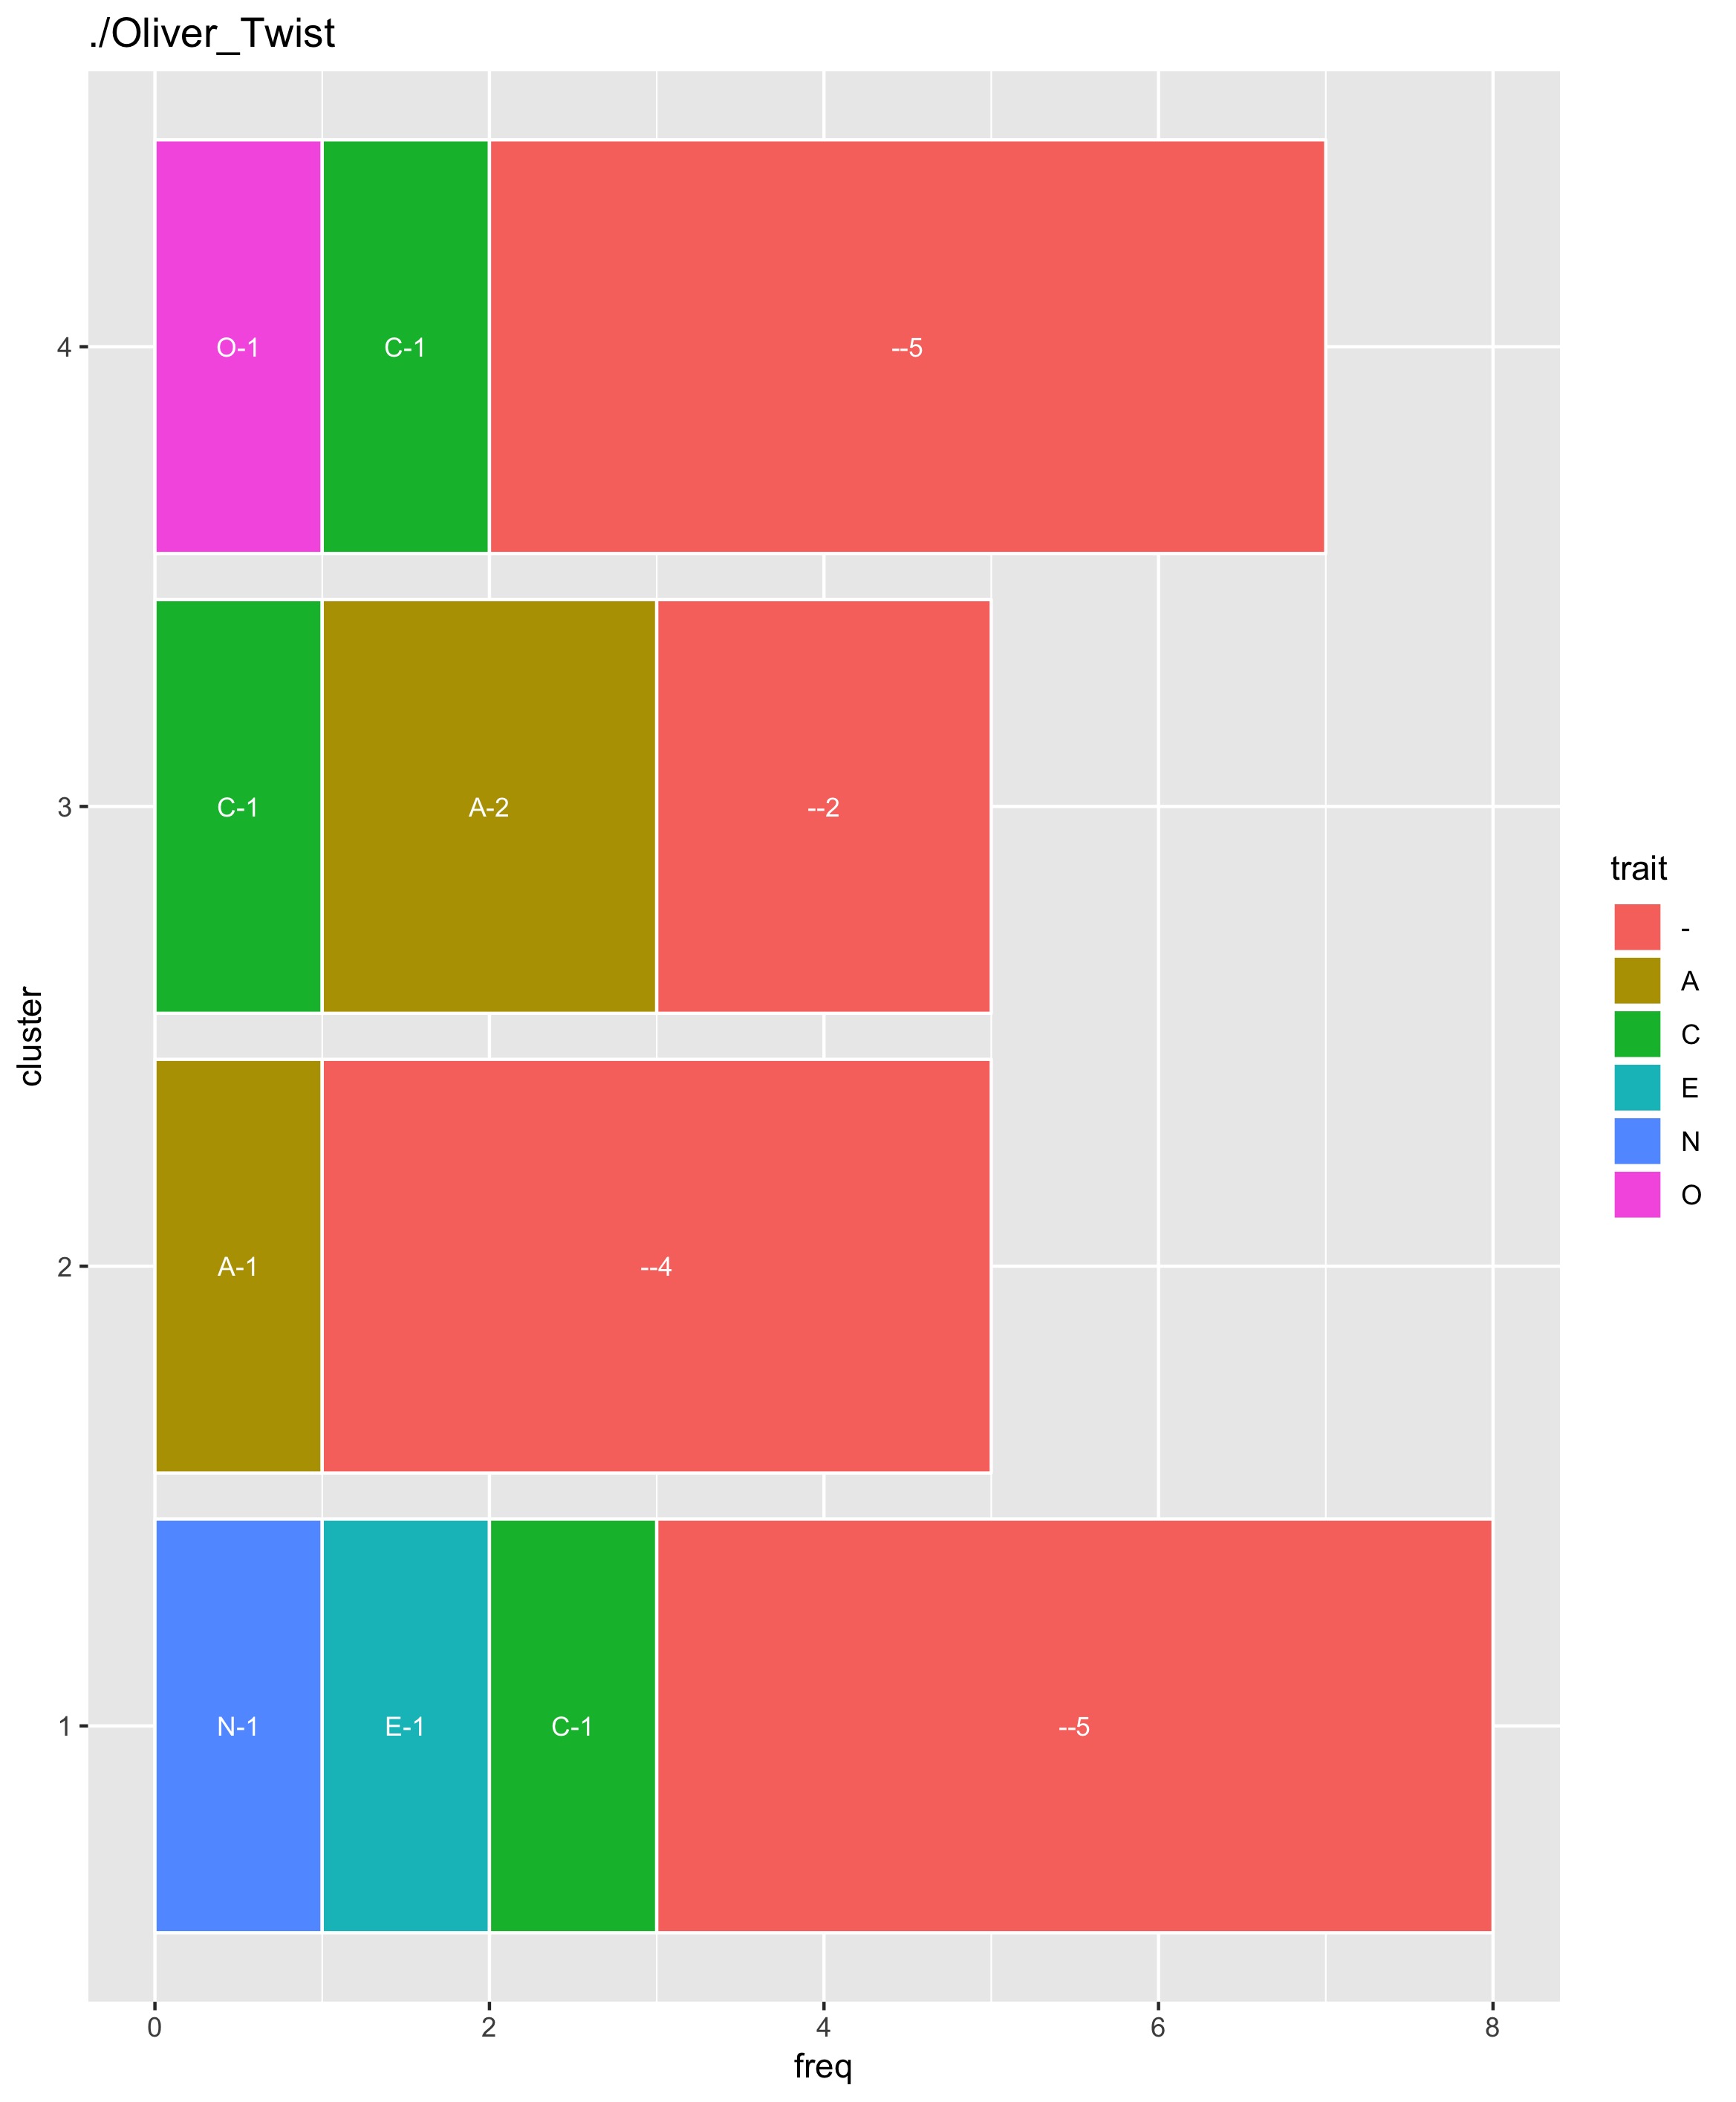 ./Oliver_Twist
4
O-1 C-1 --5
3
C-1 A-2 --2
2
A-1 --4
1
N-1 E-1 C-1 --5
cluster
0 2 4 6 8
freq
trait
-
A
C
E
N
O